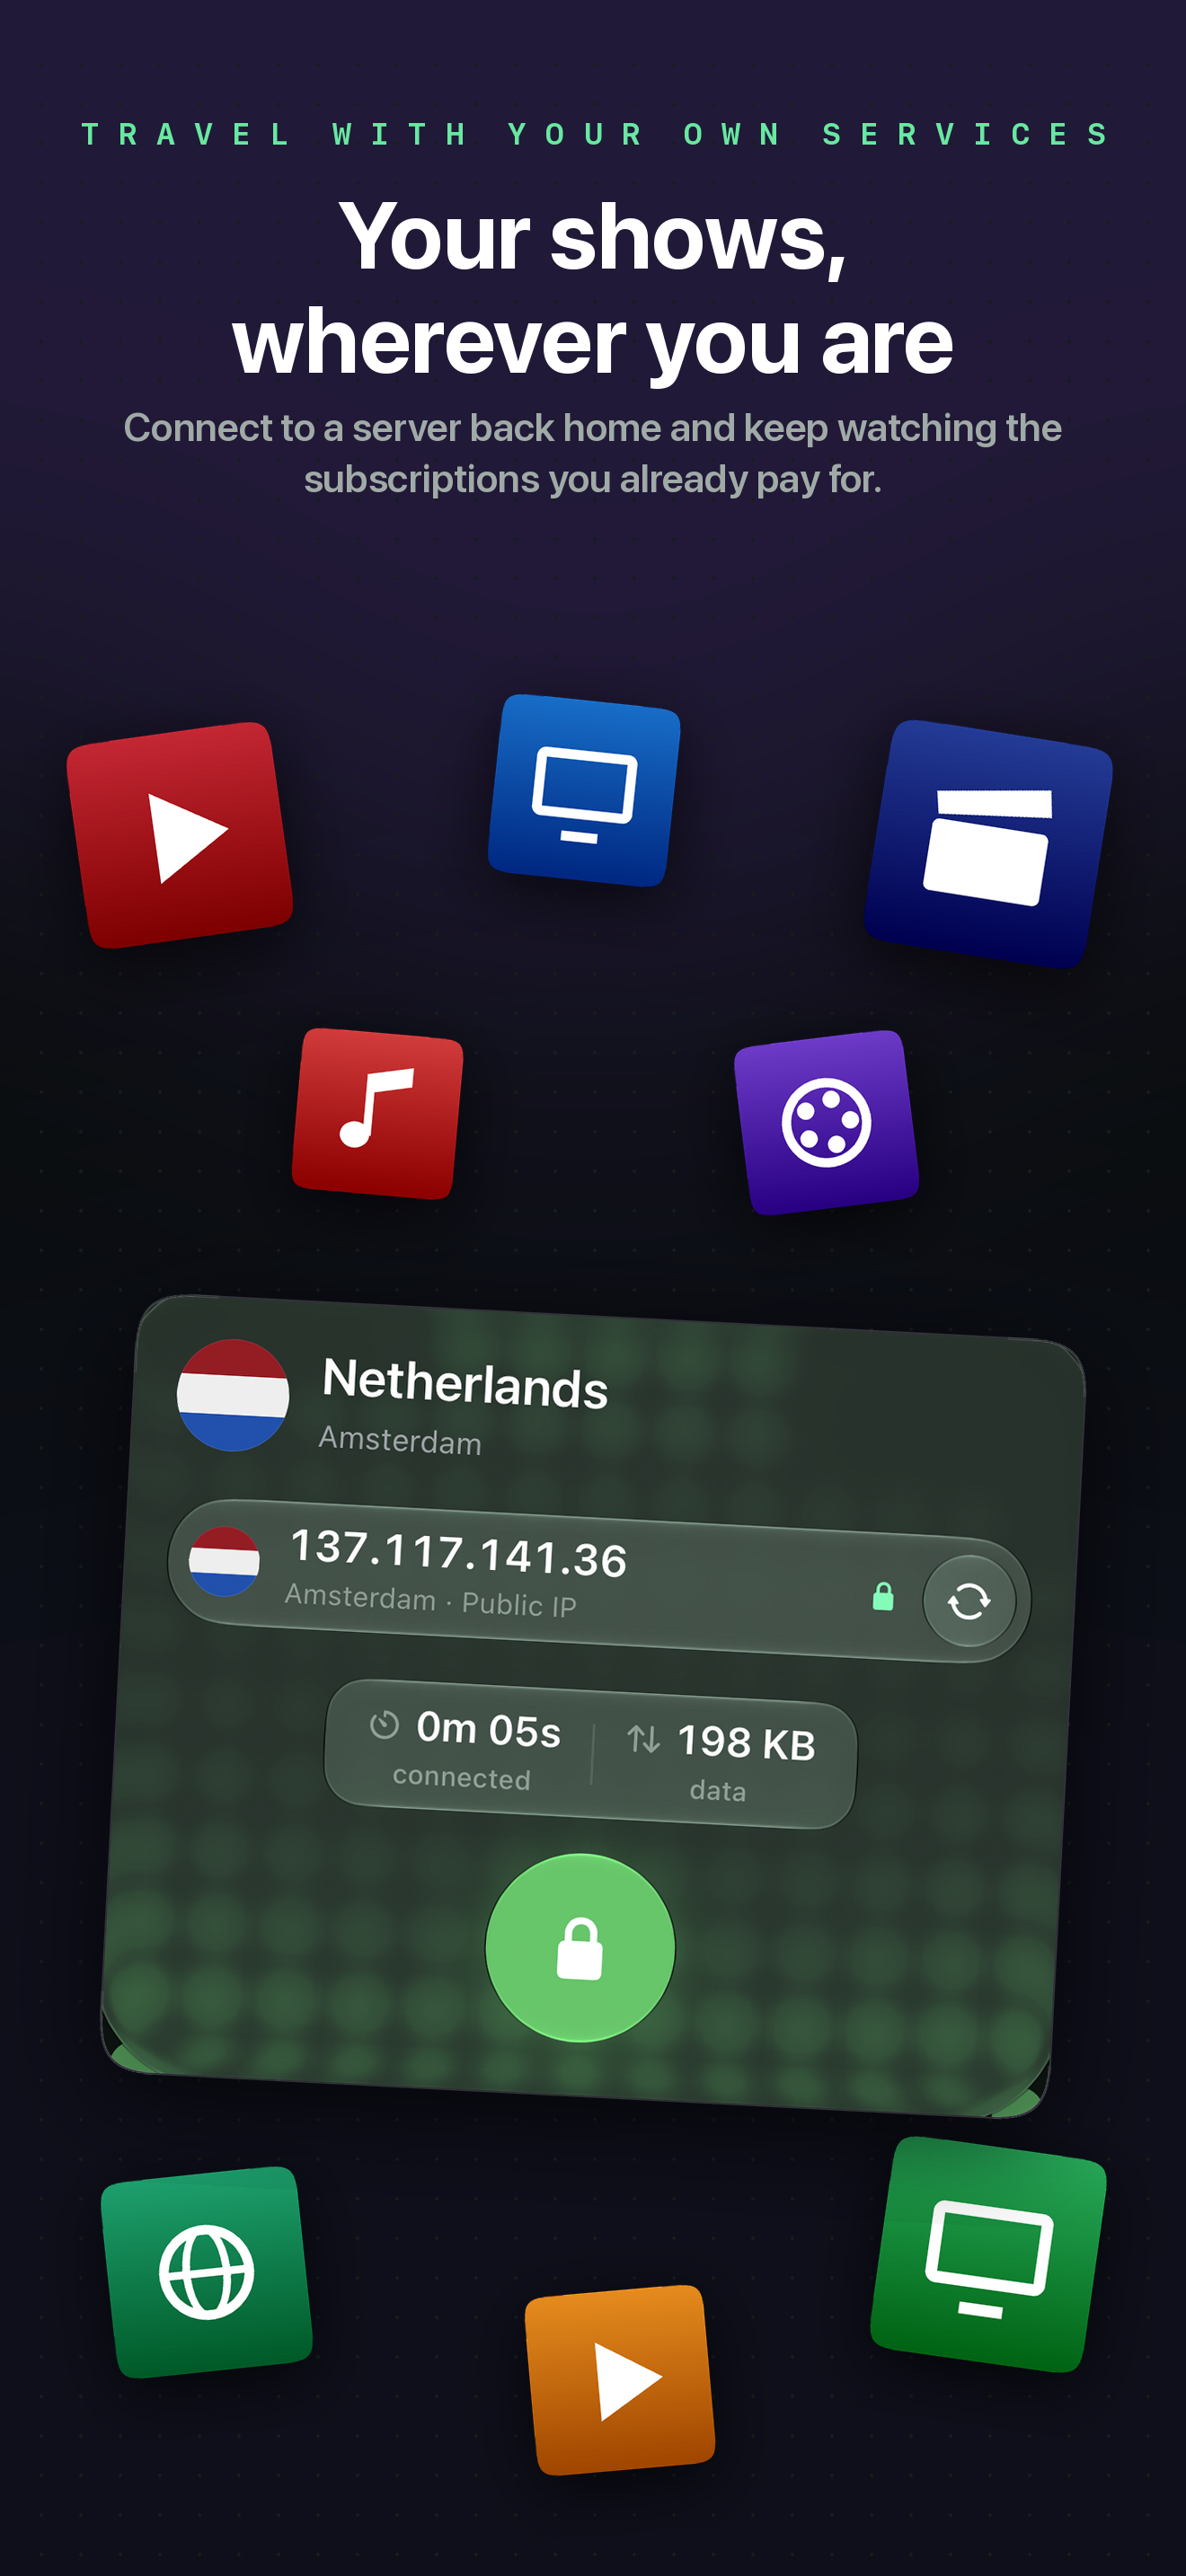 TRAVEL WITH YOUR OWN SERVICES
Your shows,
wherever you are
Connect to a server back home and keep watching the
subscriptions you already pay for.
Netherlands
Amsterdam
137.117.141.36
Amsterdam · Public IP
0m 05s
connected
198 KB
data